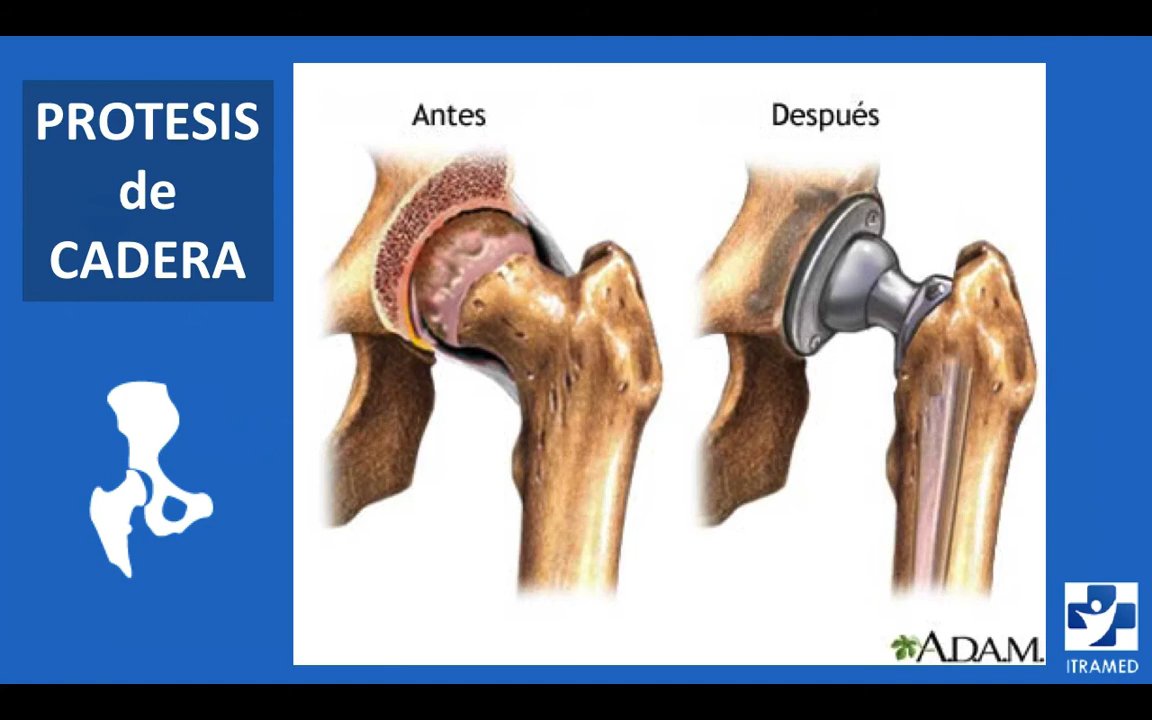 PROTESIS
de
CADERA
Antes
Después
A.D.A.M.
ITRAMED